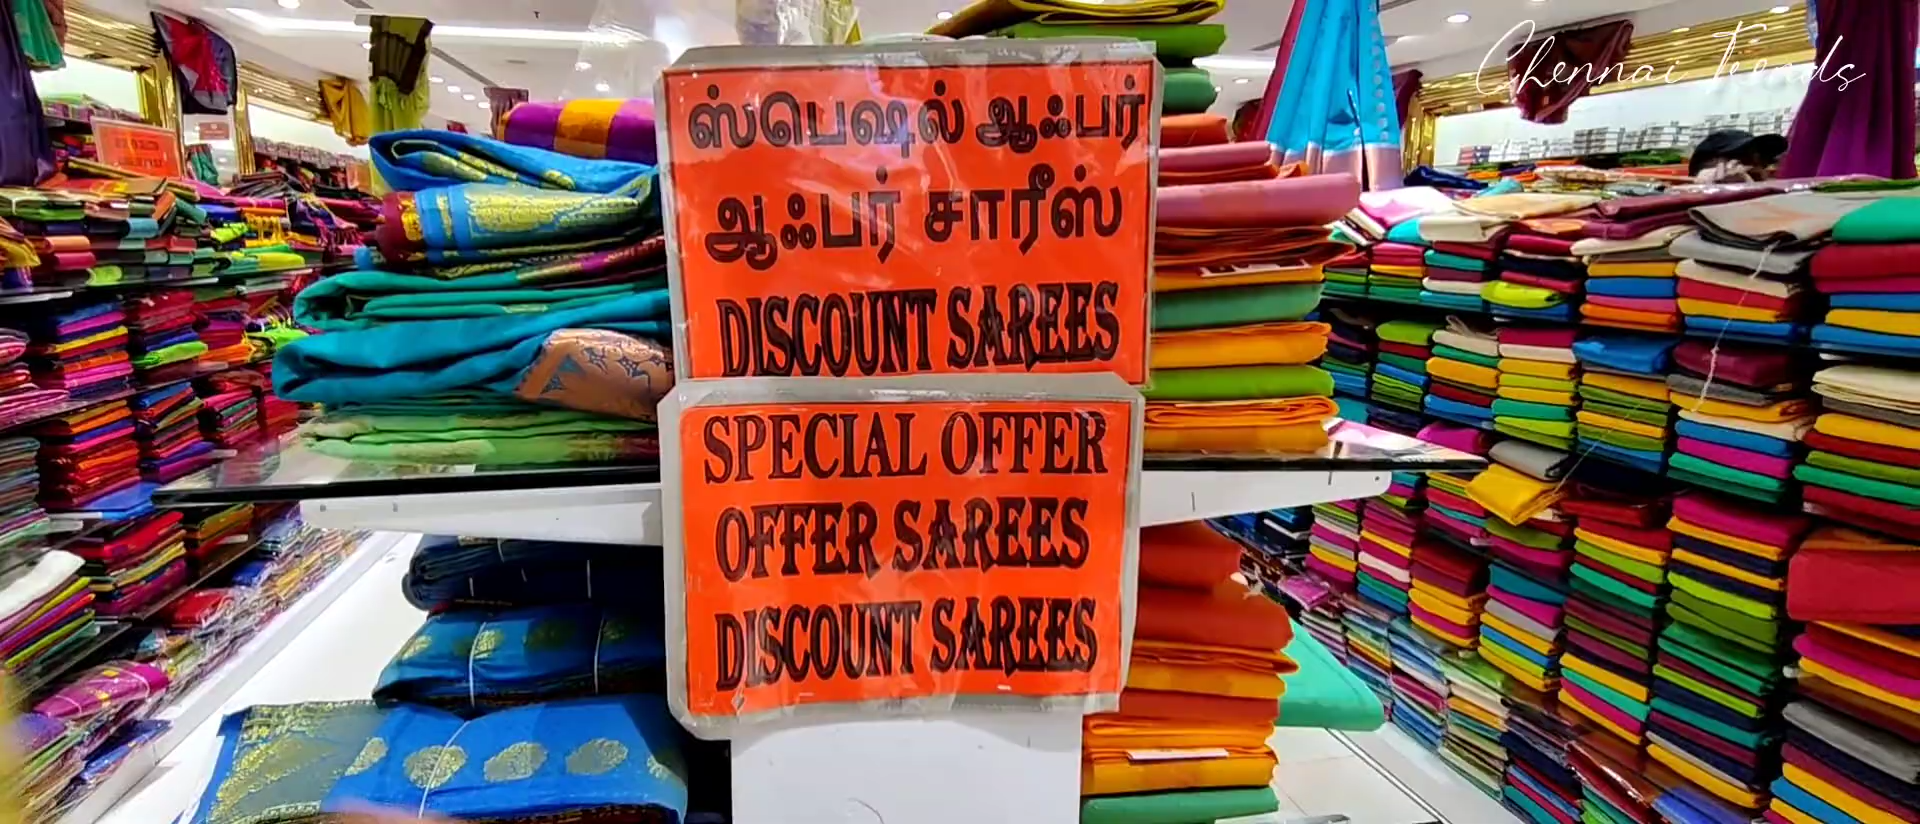 Chennai Trends
ஸ்பெஷல் ஆஃபர்
ஆஃபர் சாரீஸ்
DISCOUNT SAREES
SPECIAL OFFER
OFFER SAREES
DISCOUNT SAREES